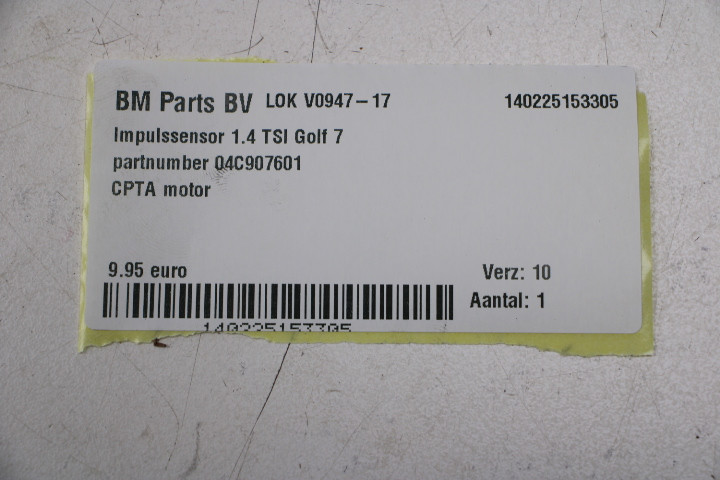 BM Parts BV LOK V0947-17 140225153305
Impulssensor 1.4 TSI Golf 7
partnumber 04C907601
CPTA motor
9.95 euro Verz: 10
Aantal: 1
140225153305